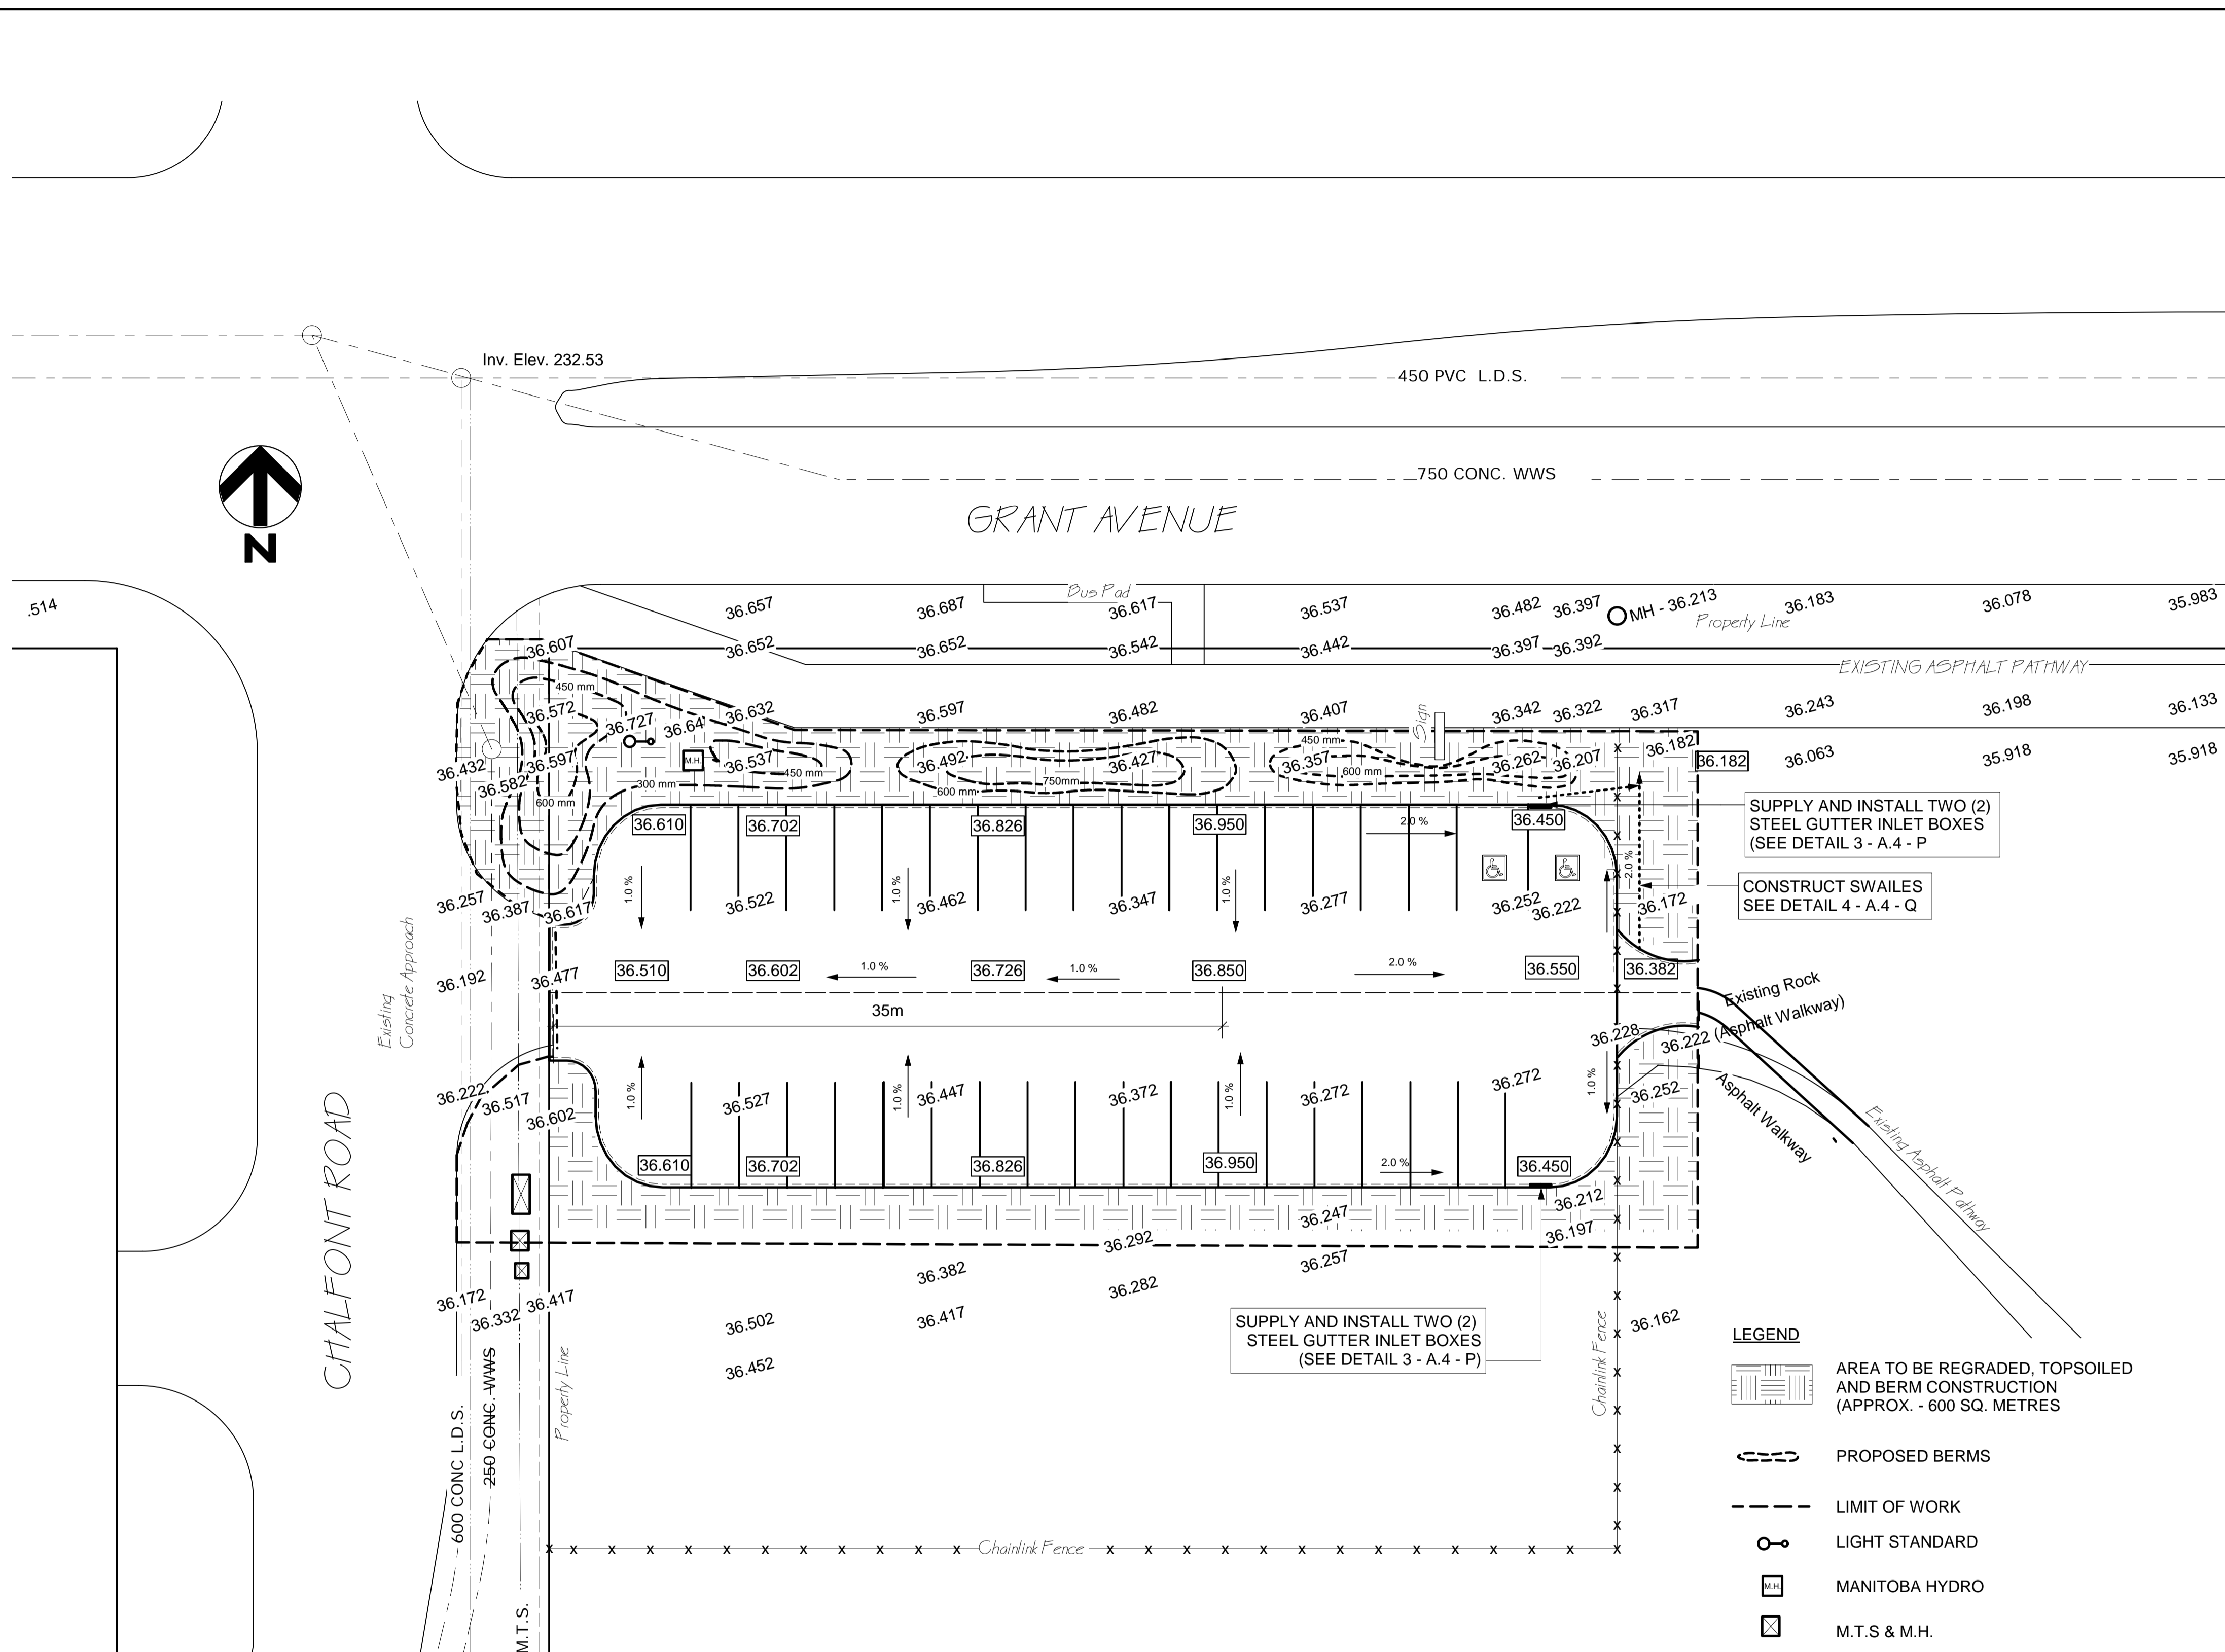 Inv. Elev. 232.53
450 PVC L.D.S.
750 CONC. WWS
N
GRANT AVENUE
Bus Pad
.514
36.657
36.687
36.617
36.537
36.482
36.397
MH - 36.213
36.183
36.078
35.983
Property Line
36.607
36.652
36.652
36.542
36.442
36.397
36.392
EXISTING ASPHALT PATHWAY
450 mm
36.572
36.727
36.64
36.632
36.597
36.482
36.407
Sign
36.342
36.322
36.317
36.243
36.198
36.133
450 mm
36.432
36.597
36.582
600 mm
M.H.
36.537
450 mm
300 mm
36.492
36.427
750mm
600 mm
36.357
600 mm
36.262
36.207
36.182
36.182
36.063
35.918
35.918
36.610
36.702
36.826
36.950
2.0 %
36.450
SUPPLY AND INSTALL TWO (2)
STEEL GUTTER INLET BOXES
(SEE DETAIL 3 - A.4 - P
1.0 %
1.0 %
1.0 %
2.0 %
CONSTRUCT SWAILES
SEE DETAIL 4 - A.4 - Q
36.257
36.387
36.617
36.522
36.462
36.347
36.277
36.252
36.222
36.172
Existing
Concrete Approach
36.192
36.477
36.510
36.602
1.0 %
36.726
1.0 %
36.850
2.0 %
36.550
36.382
Existing Rock
(Asphalt Walkway)
35m
36.228
36.222
36.222
36.517
36.602
1.0 %
36.527
1.0 %
36.447
36.372
1.0 %
36.272
36.272
1.0 %
36.252
Asphalt Walkway
Existing Asphalt Pathway
CHALFONT ROAD
36.610
36.702
36.826
36.950
2.0 %
36.450
36.212
36.247
36.197
36.292
36.257
36.382
36.282
36.172
36.332
36.417
36.502
36.417
36.452
SUPPLY AND INSTALL TWO (2)
STEEL GUTTER INLET BOXES
(SEE DETAIL 3 - A.4 - P)
Chainlink Fence
36.162
Property Line
600 CONC L.D.S.
250 CONC. WWS
M.T.S.
Chainlink Fence
LEGEND
AREA TO BE REGRADED, TOPSOILED
AND BERM CONSTRUCTION
(APPROX. - 600 SQ. METRES
PROPOSED BERMS
LIMIT OF WORK
LIGHT STANDARD
M.H.
MANITOBA HYDRO
M.T.S & M.H.